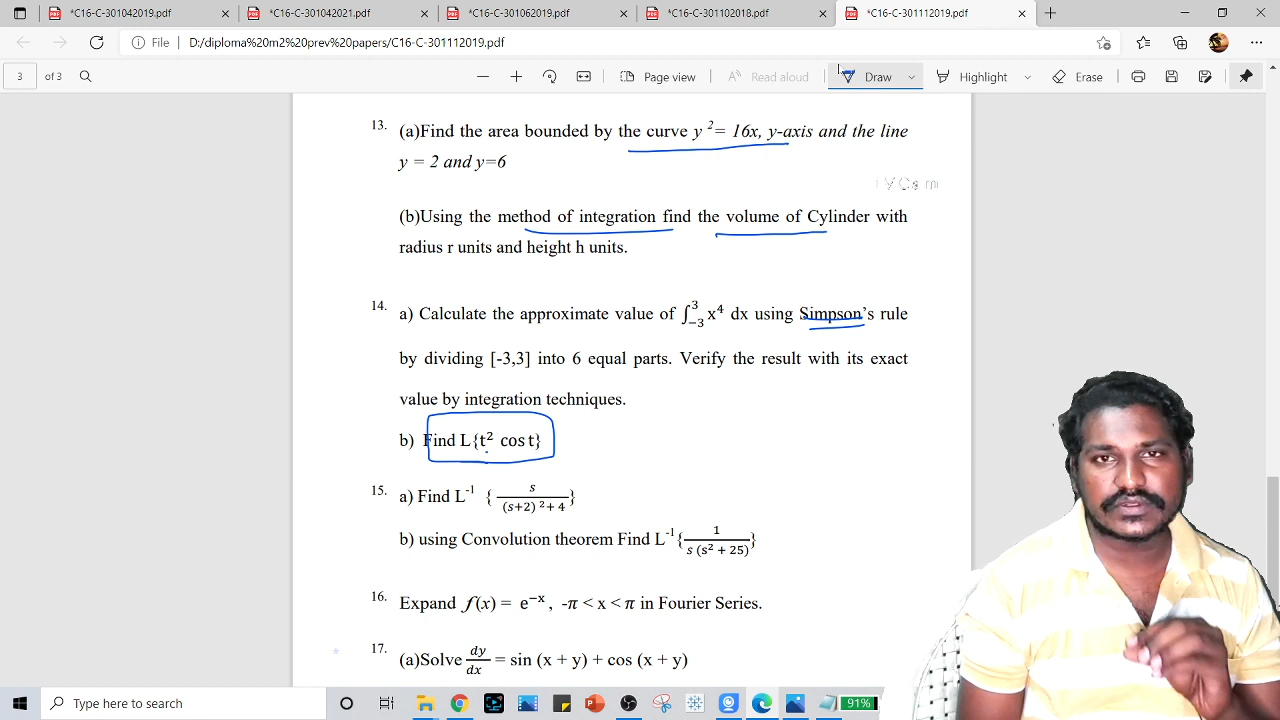 *C16-C-301042019.pdf
*C16-C-301042021.pdf
*C16-C-301062019.pdf
*C16-C-301102018.pdf
*C16-C-301112019.pdf
File D:/diploma%20m2%20prev%20papers/C16-C-301112019.pdf
3 of 3 Page view Read aloud Draw Highlight Erase
13. (a)Find the area bounded by the curve y ²= 16x, y-axis and the line
y = 2 and y=6
(b)Using the method of integration find the volume of Cylinder with
radius r units and height h units.
14. a) Calculate the approximate value of ∫₋₃³ x⁴ dx using Simpson's rule
by dividing [-3,3] into 6 equal parts. Verify the result with its exact
value by integration techniques.
b) Find L{t² cos t}
15. a) Find L⁻¹ { s/((s+2) ²+ 4) }
b) using Convolution theorem Find L⁻¹{ 1/(s (s² + 25)) }
16. Expand f(x) = e⁻ˣ, -π < x < π in Fourier Series.
17. (a)Solve dy/dx = sin (x + y) + cos (x + y)
Type here to search
91%